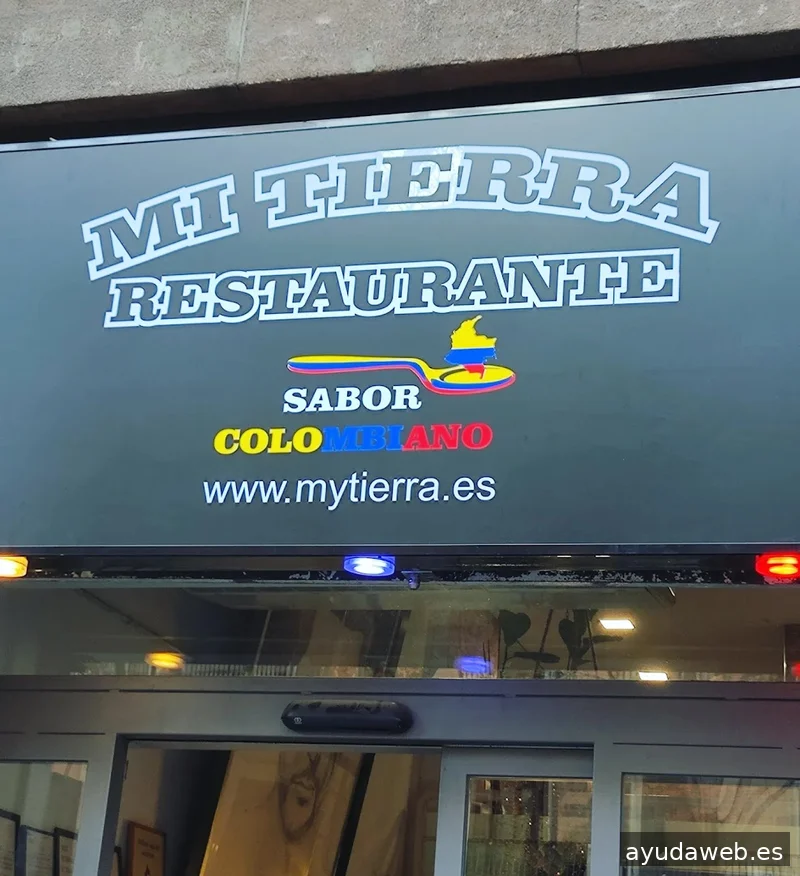 MI TIERRA
RESTAURANTE
SABOR
COLOMBIANO
www.mytierra.es
ayudaweb.es